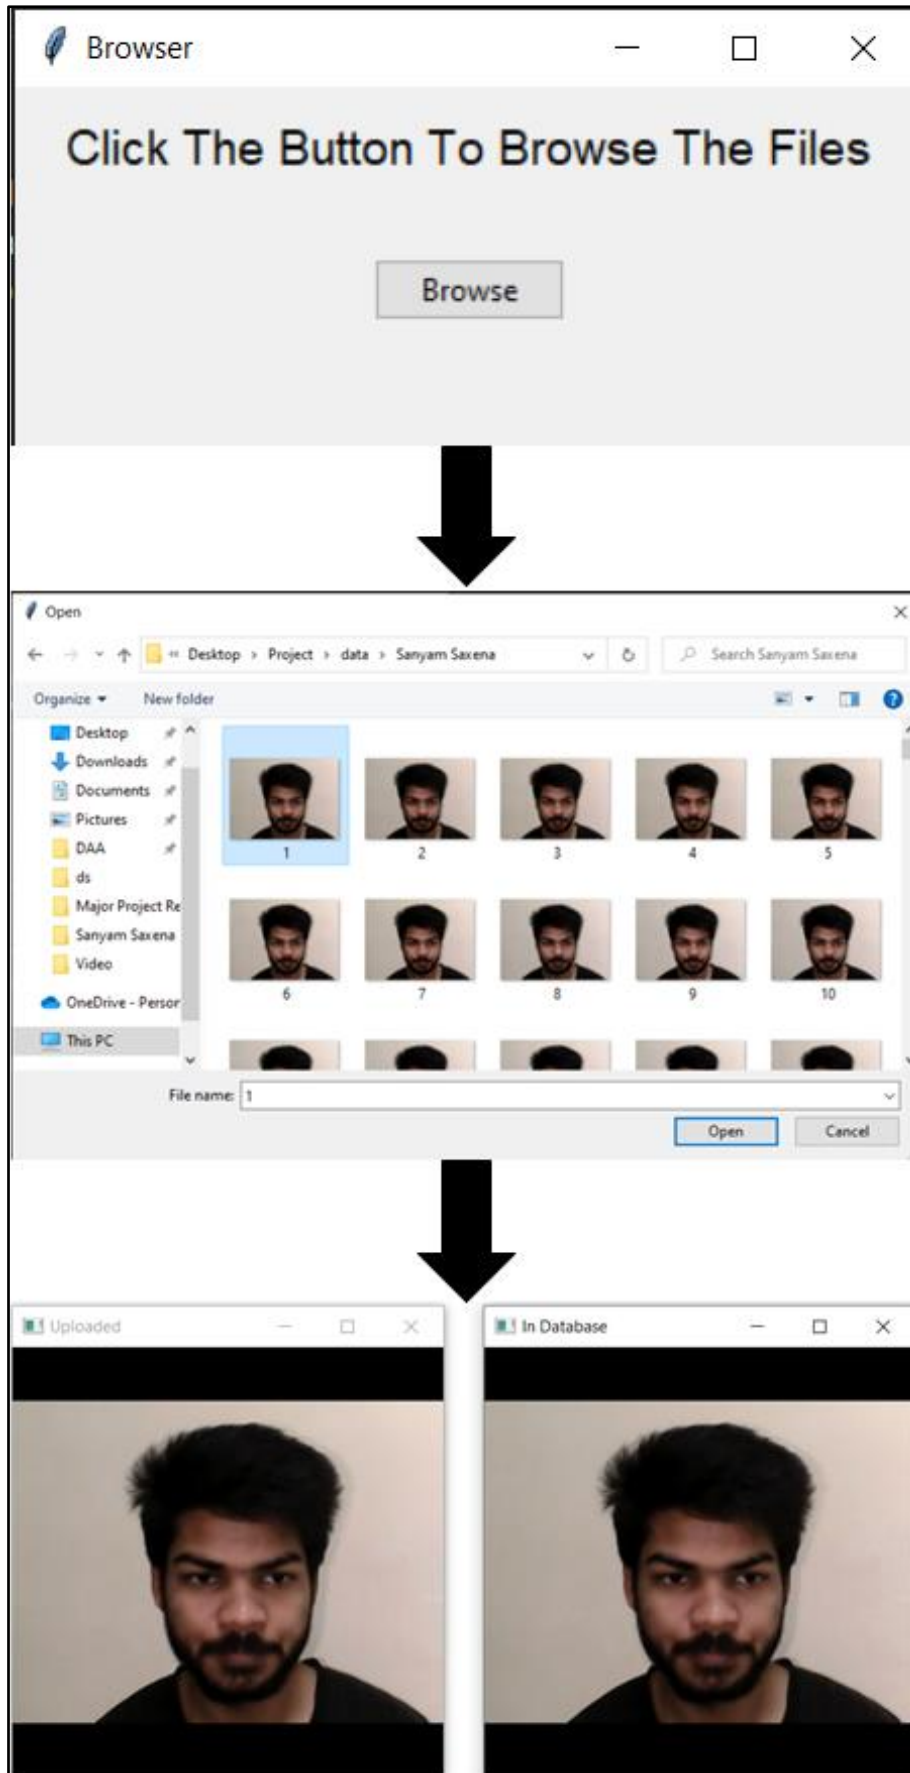 Browser
Click The Button To Browse The Files
Browse
Open
« Desktop › Project › data › Sanyam Saxena
Search Sanyam Saxena
Organize
New folder
Desktop
Downloads
Documents
Pictures
DAA
ds
Major Project Re
Sanyam Saxena
Video
OneDrive - Person
This PC
1 2 3 4 5
6 7 8 9 10
File name: 1
Open Cancel
Uploaded
In Database